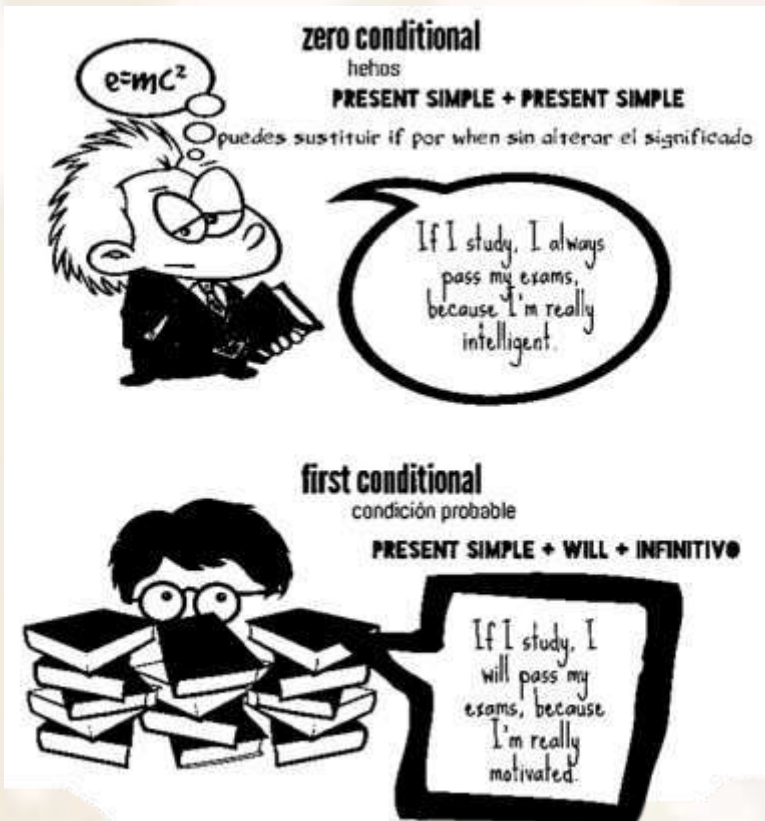 zero conditional
hehos
e=mc²
PRESENT SIMPLE + PRESENT SIMPLE
puedes sustituir if por when sin alterar el significado
If I study, I always
pass my exams,
because I'm really
intelligent.
first conditional
condición probable
PRESENT SIMPLE + WILL + INFINITIVO
If I study, I
will pass my
exams, because
I'm really
motivated.